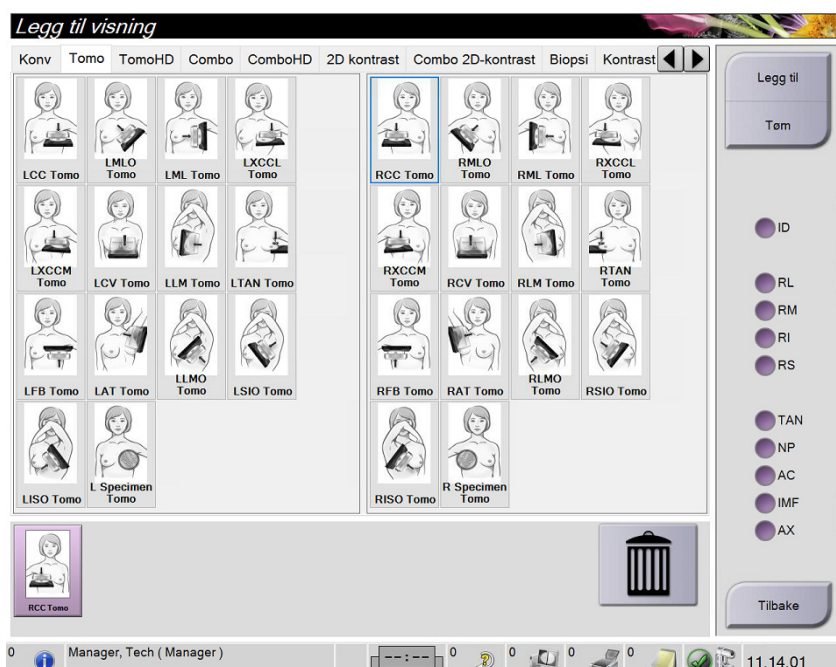 Legg til visning
Konv Tomo TomoHD Combo ComboHD 2D kontrast Combo 2D-kontrast Biopsi Kontrast
LCC Tomo
LMLO
Tomo
LML Tomo
LXCCL
Tomo
RCC Tomo
RMLO
Tomo
RML Tomo
RXCCL
Tomo
LXCCM
Tomo
LCV Tomo
LLM Tomo
LTAN Tomo
RXCCM
Tomo
RCV Tomo
RLM Tomo
RTAN
Tomo
LFB Tomo
LAT Tomo
LLMO
Tomo
LSIO Tomo
RFB Tomo
RAT Tomo
RLMO
Tomo
RSIO Tomo
LISO Tomo
L Specimen
Tomo
RISO Tomo
R Specimen
Tomo
Legg til
Tøm
ID
RL
RM
RI
RS
TAN
NP
AC
IMF
AX
RCC Tomo
Tilbake
0 Manager, Tech ( Manager ) --:-- 0 0 0 0 11.14.01